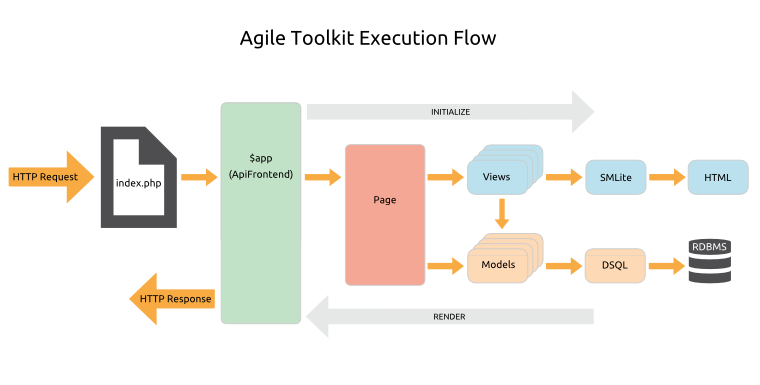 Agile Toolkit Execution Flow
INITIALIZE
$app
(ApiFrontend)
HTTP Request
index.php
Page
Views
SMLite
HTML
Models
DSQL
RDBMS
HTTP Response
RENDER